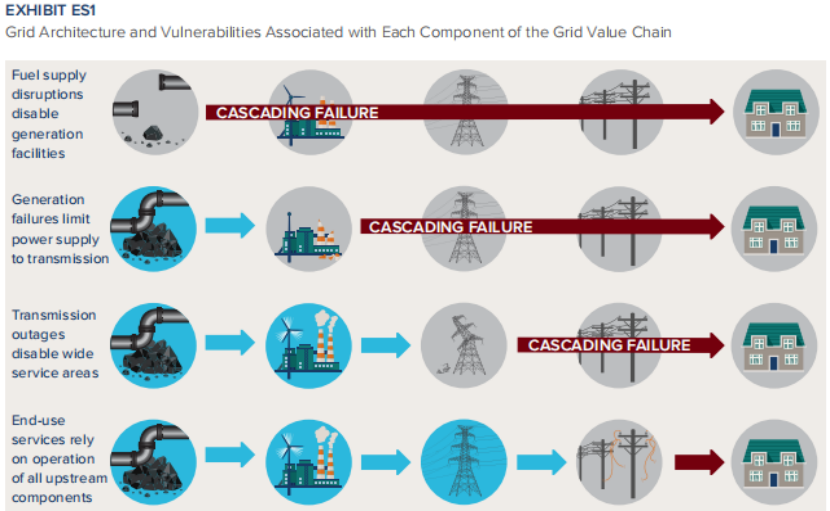 EXHIBIT ES1
Grid Architecture and Vulnerabilities Associated with Each Component of the Grid Value Chain
Fuel supply
disruptions
disable
generation
facilities
CASCADING FAILURE
Generation
failures limit
power supply
to transmission
CASCADING FAILURE
Transmission
outages
disable wide
service areas
CASCADING FAILURE
End-use
services rely
on operation
of all upstream
components